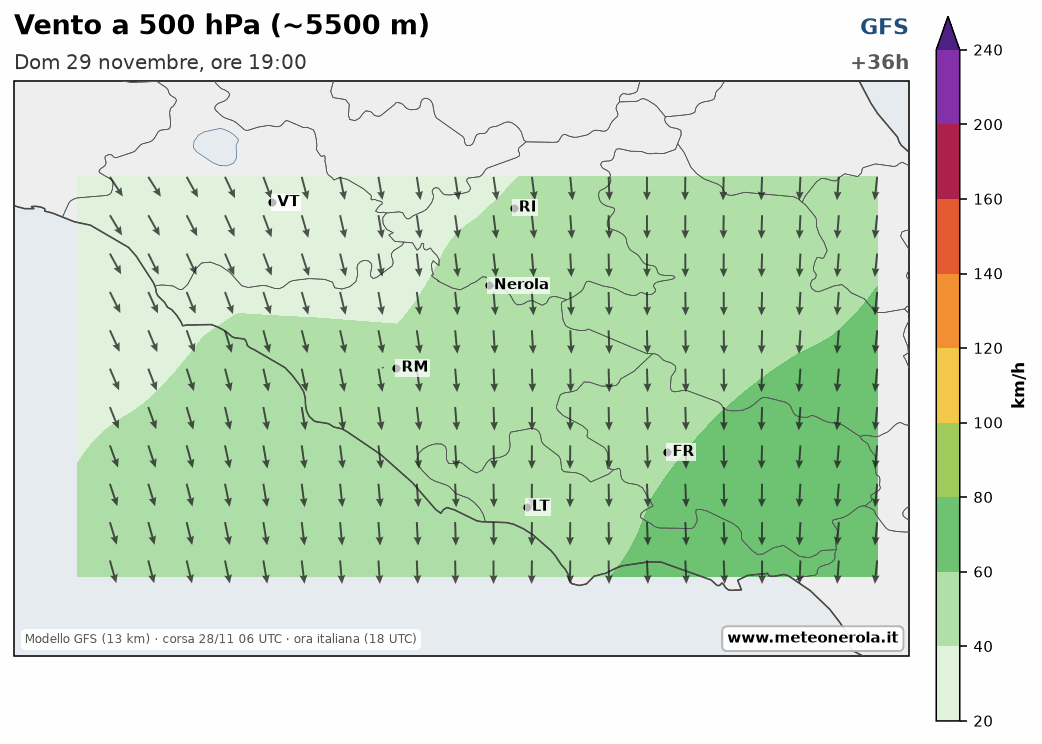 Vento a 500 hPa (~5500 m)
GFS
Dom 29 novembre, ore 19:00
+36h
VT
RI
Nerola
RM
FR
LT
240
200
160
140
120
100
80
60
40
20
km/h
Modello GFS (13 km) · corsa 28/11 06 UTC · ora italiana (18 UTC)
www.meteonerola.it